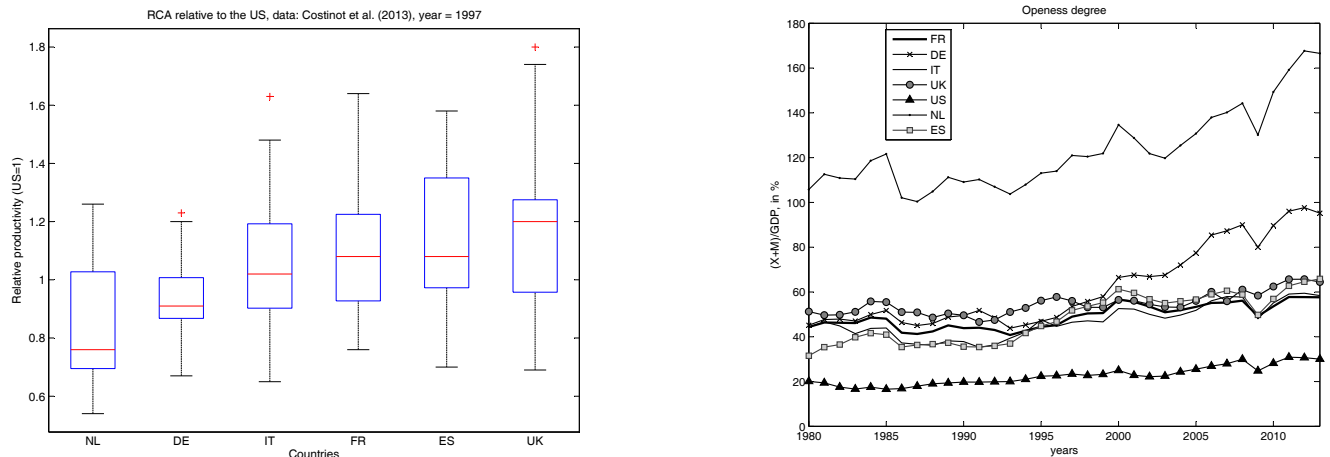 RCA relative to the US, data: Costinot et al. (2013), year = 1997
Relative productivity (US=1)
1.8
1.6
1.4
1.2
1
0.8
0.6
NL DE IT FR ES UK
Countries
Openess degree
(X+M)/GDP, in %
180
160
140
120
100
80
60
40
20
0
FR
DE
IT
UK
US
NL
ES
1980 1985 1990 1995 2000 2005 2010
years